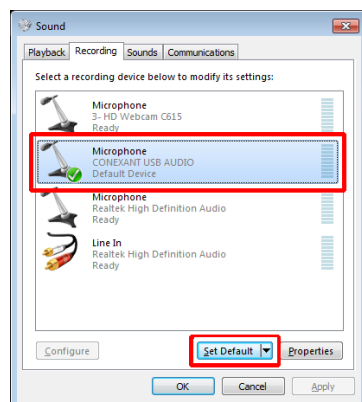 Sound
Playback Recording Sounds Communications
Select a recording device below to modify its settings:
Microphone
3- HD Webcam C615
Ready
Microphone
CONEXANT USB AUDIO
Default Device
Microphone
Realtek High Definition Audio
Ready
Line In
Realtek High Definition Audio
Ready
Configure Set Default Properties
OK Cancel Apply